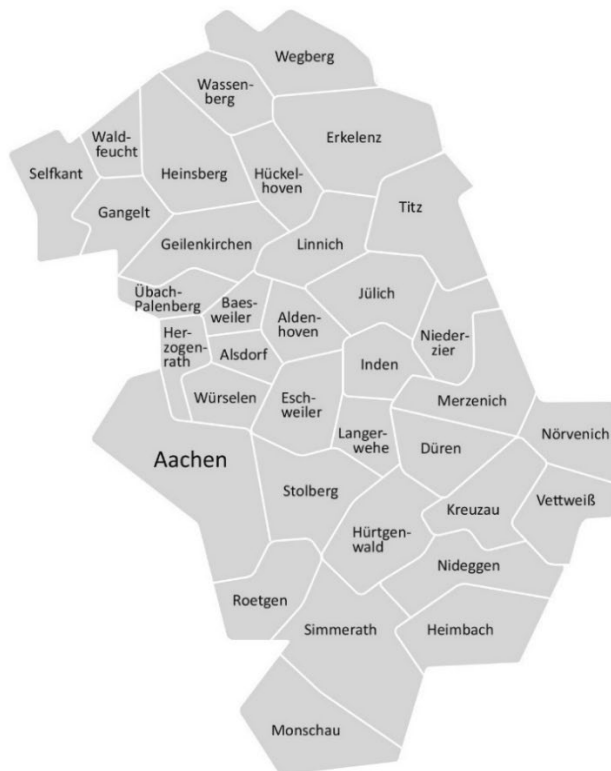 Wegberg
Wassen-
berg
Erkelenz
Wald-
feucht
Selfkant
Heinsberg
Hückel-
hoven
Gangelt
Titz
Geilenkirchen
Linnich
Übach-
Palenberg
Baes-
weiler
Jülich
Alden-
hoven
Her-
zogen-
rath
Alsdorf
Nieder-
zier
Inden
Würselen
Esch-
weiler
Merzenich
Langer-
wehe
Düren
Nörvenich
Aachen
Stolberg
Kreuzau
Vettweiß
Hürtgen-
wald
Nideggen
Roetgen
Simmerath
Heimbach
Monschau